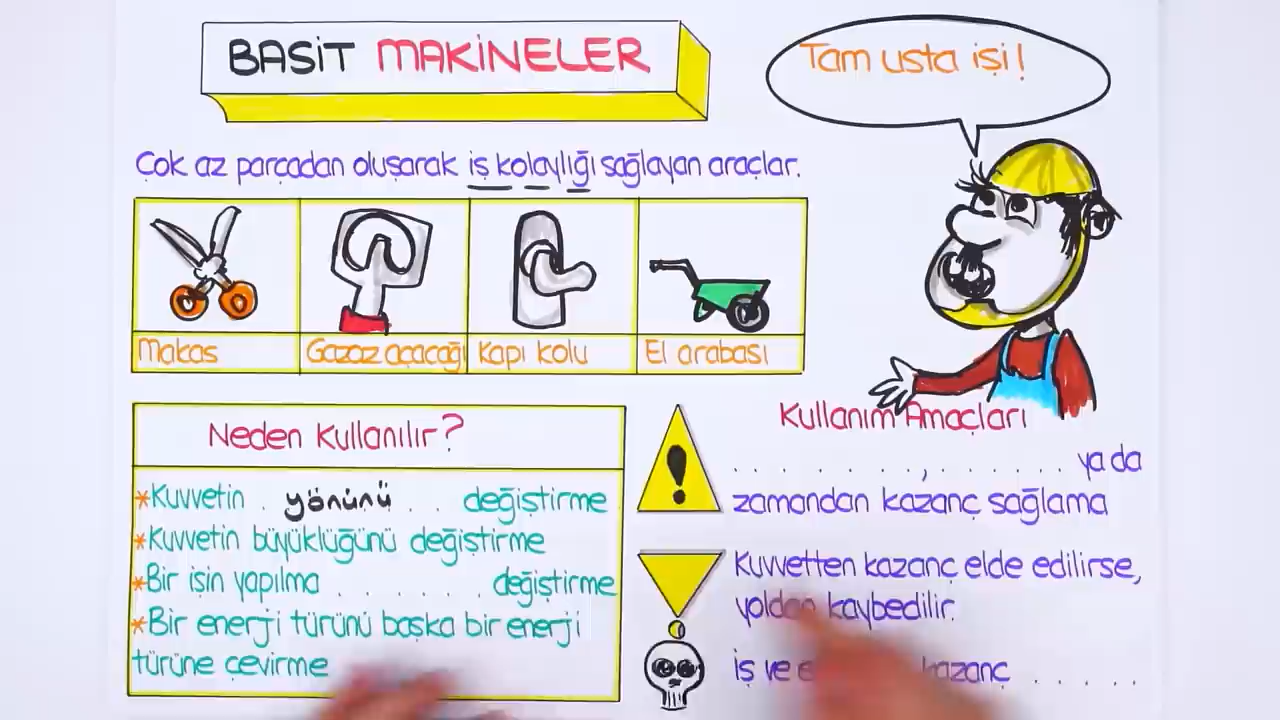 BASİT MAKİNELER
Tam usta işi!
Çok az parçadan oluşarak iş kolaylığı sağlayan araçlar.
Makas
Gazoz açacağı
Kapı kolu
El arabası
Neden Kullanılır?
*Kuvvetin . yönünü . . değiştirme
*Kuvvetin büyüklüğünü değiştirme
*Bir işin yapılma . . . . . . . değiştirme
*Bir enerji türünü başka bir enerji
türüne çevirme
Kullanım Amaçları
. . . . . . . . , . . . . . . ya da
zamandan kazanç sağlama
Kuvvetten kazanç elde edilirse,
yoldan kaybedilir.
İş ve kazanç . . . . .